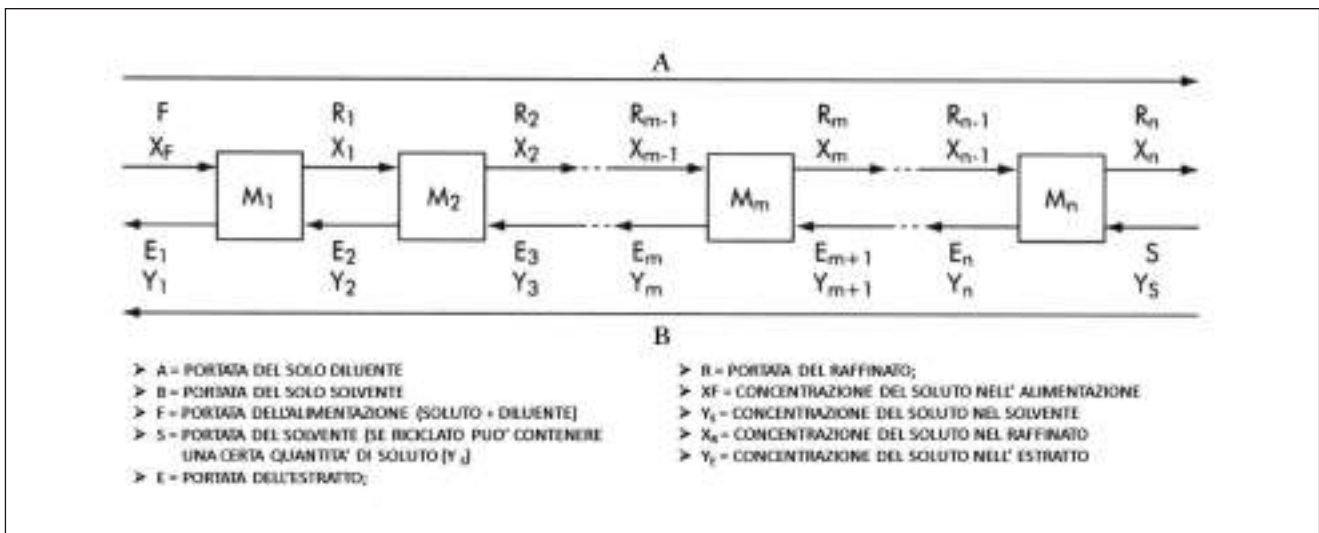 A
F R1 R2 Rm-1 Rm Rn-1 Rn
XF X1 X2 Xm-1 Xm Xn-1 Xn
M1 M2 Mm Mn
E1 E2 E3 Em Em+1 En S
Y1 Y2 Y3 Ym Ym+1 Yn YS
B
➤ A = PORTATA DEL SOLO DILUENTE
➤ B = PORTATA DEL SOLO SOLVENTE
➤ F = PORTATA DELL'ALIMENTAZIONE (SOLUTO + DILUENTE)
➤ S = PORTATA DEL SOLVENTE (SE RICICLATO PUO' CONTENERE
UNA CERTA QUANTITA' DI SOLUTO (Y S)
➤ E = PORTATA DELL'ESTRATTO;
➤ R = PORTATA DEL RAFFINATO;
➤ XF = CONCENTRAZIONE DEL SOLUTO NELL' ALIMENTAZIONE
➤ YS = CONCENTRAZIONE DEL SOLUTO NEL SOLVENTE
➤ XR = CONCENTRAZIONE DEL SOLUTO NEL RAFFINATO
➤ YE = CONCENTRAZIONE DEL SOLUTO NELL' ESTRATTO